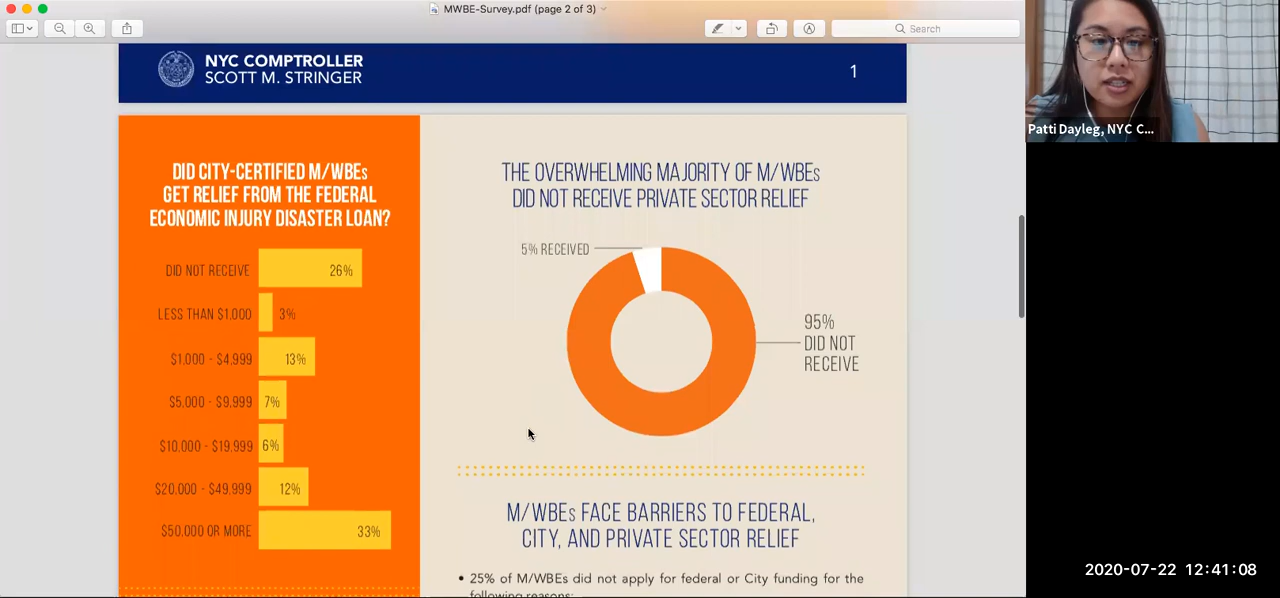 MWBE-Survey.pdf (page 2 of 3)
Search
NYC COMPTROLLER
SCOTT M. STRINGER
1
Patti Dayleg, NYC C...
DID CITY-CERTIFIED M/WBEs
GET RELIEF FROM THE FEDERAL
ECONOMIC INJURY DISASTER LOAN?
DID NOT RECEIVE 26%
LESS THAN $1.000 3%
$1.000 - $4.999 13%
$5.000 - $9.999 7%
$10.000 - $19.999 6%
$20.000 - $49.999 12%
$50.000 OR MORE 33%
THE OVERWHELMING MAJORITY OF M/WBEs
DID NOT RECEIVE PRIVATE SECTOR RELIEF
5% RECEIVED
95%
DID NOT
RECEIVE
M/WBEs FACE BARRIERS TO FEDERAL,
CITY, AND PRIVATE SECTOR RELIEF
• 25% of M/WBEs did not apply for federal or City funding for the
following reasons:
2020-07-22 12:41:08